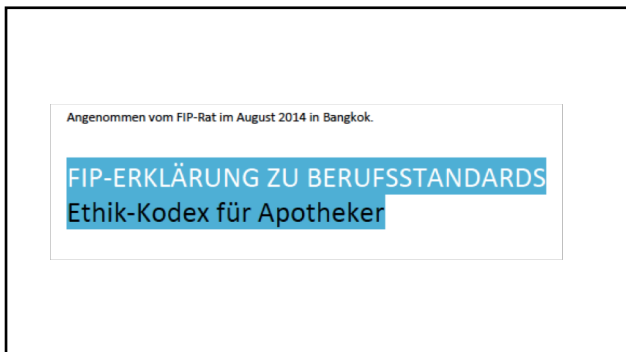 Angenommen vom FIP-Rat im August 2014 in Bangkok.
FIP-ERKLÄRUNG ZU BERUFSSTANDARDS
Ethik-Kodex für Apotheker